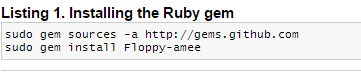 Listing 1. Installing the Ruby gem
sudo gem sources -a http://gems.github.com
sudo gem install Floppy-amee